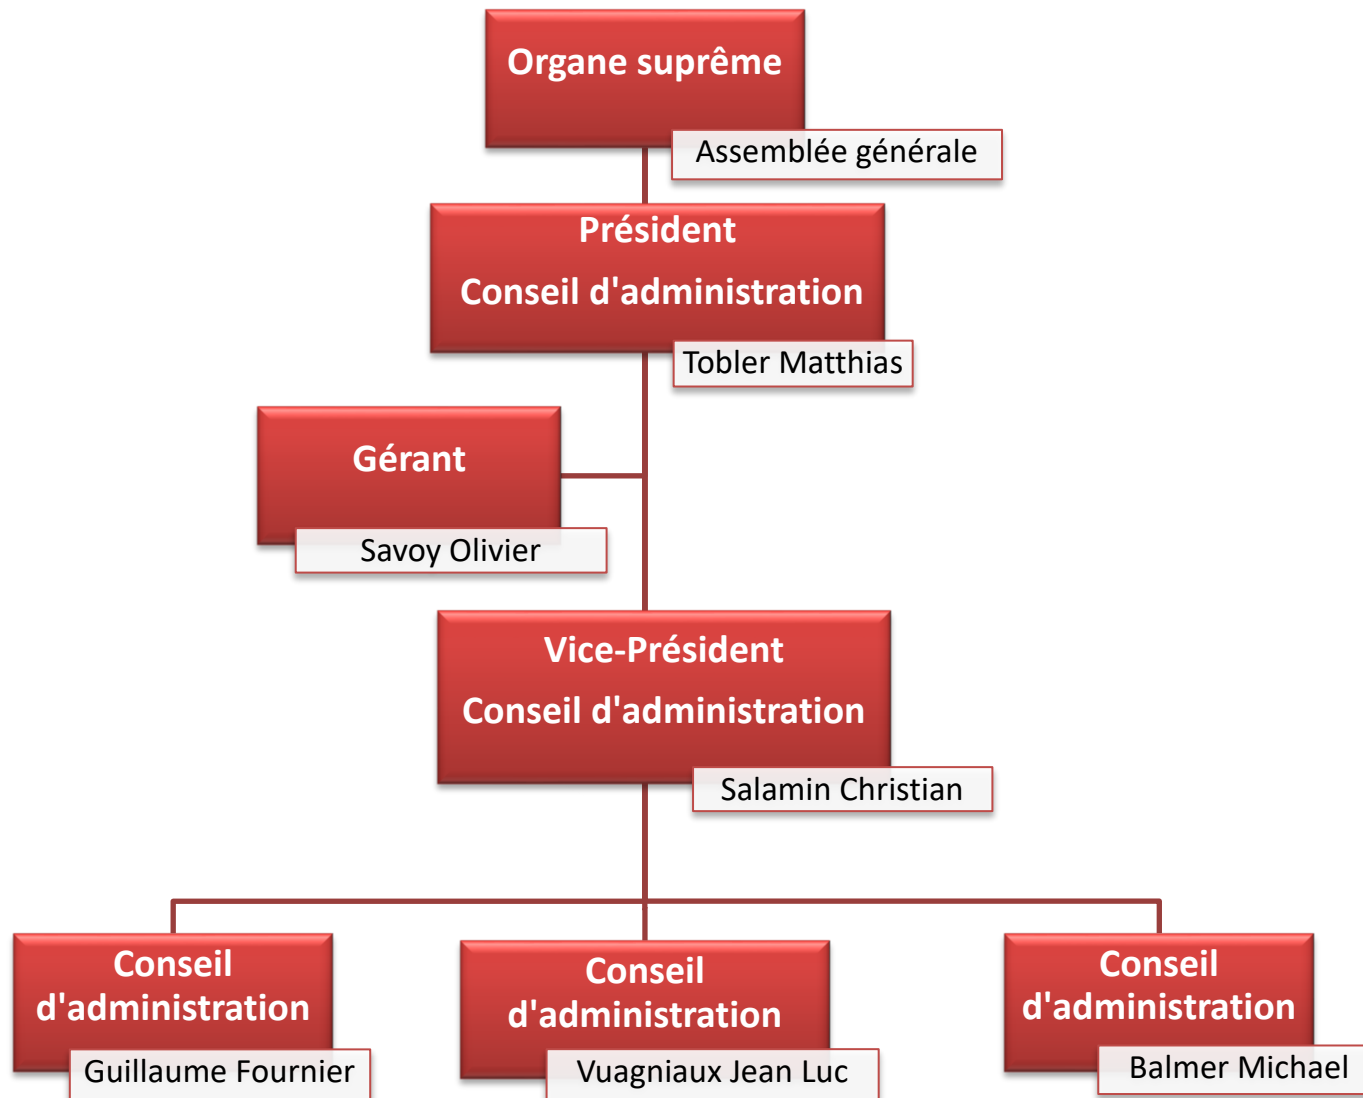 Organe suprême
Assemblée générale
Président
Conseil d'administration
Tobler Matthias
Gérant
Savoy Olivier
Vice-Président
Conseil d'administration
Salamin Christian
Conseil
d'administration
Guillaume Fournier
Conseil
d'administration
Vuagniaux Jean Luc
Conseil
d'administration
Balmer Michael